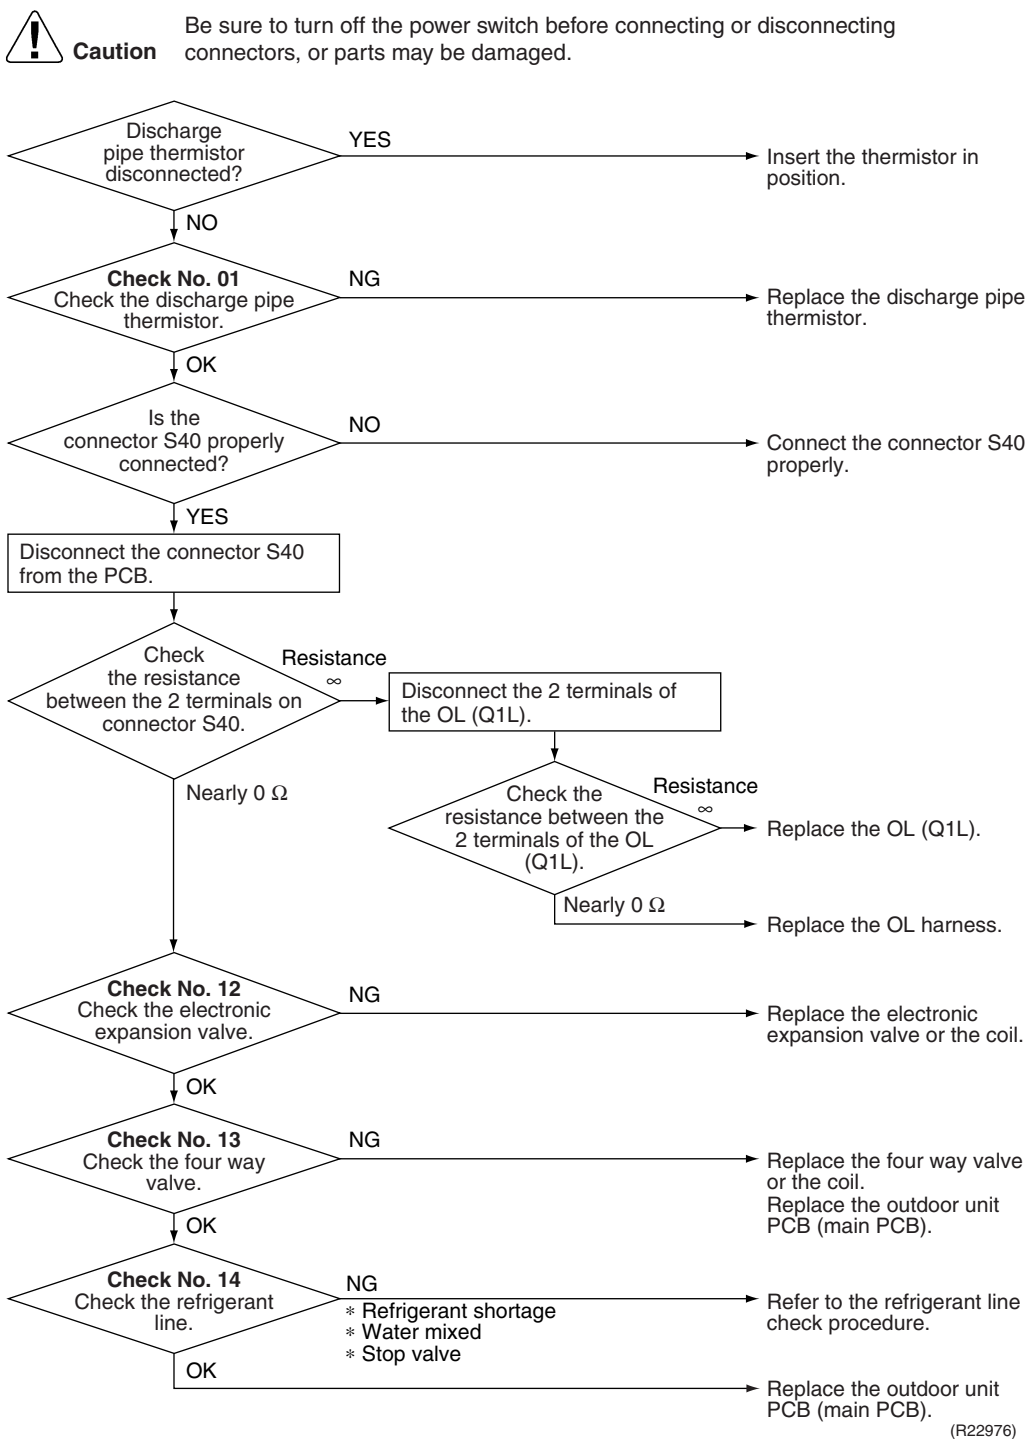 Be sure to turn off the power switch before connecting or disconnecting
Caution connectors, or parts may be damaged.
Discharge
pipe thermistor
disconnected?
YES
Insert the thermistor in
position.
NO
Check No. 01
Check the discharge pipe
thermistor.
NG
Replace the discharge pipe
thermistor.
OK
Is the
connector S40 properly
connected?
NO
Connect the connector S40
properly.
YES
Disconnect the connector S40
from the PCB.
Check
the resistance
between the 2 terminals on
connector S40.
Resistance
∞
Disconnect the 2 terminals of
the OL (Q1L).
Nearly 0 Ω
Check the
resistance between the
2 terminals of the OL
(Q1L).
Resistance
∞
Replace the OL (Q1L).
Nearly 0 Ω
Replace the OL harness.
Check No. 12
Check the electronic
expansion valve.
NG
Replace the electronic
expansion valve or the coil.
OK
Check No. 13
Check the four way
valve.
NG
Replace the four way valve
or the coil.
Replace the outdoor unit
PCB (main PCB).
OK
Check No. 14
Check the refrigerant
line.
NG
* Refrigerant shortage
* Water mixed
* Stop valve
Refer to the refrigerant line
check procedure.
OK
Replace the outdoor unit
PCB (main PCB).
(R22976)